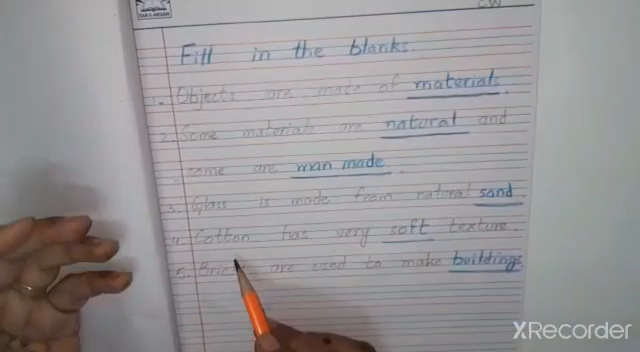 C.W
Fill in the blanks.
1. Objects are made of materials.
2. Some materials are natural and
some are man made.
3. Glass is made from natural sand.
4. Cotton has very soft texture.
5. are used to make buildings.
XRecorder